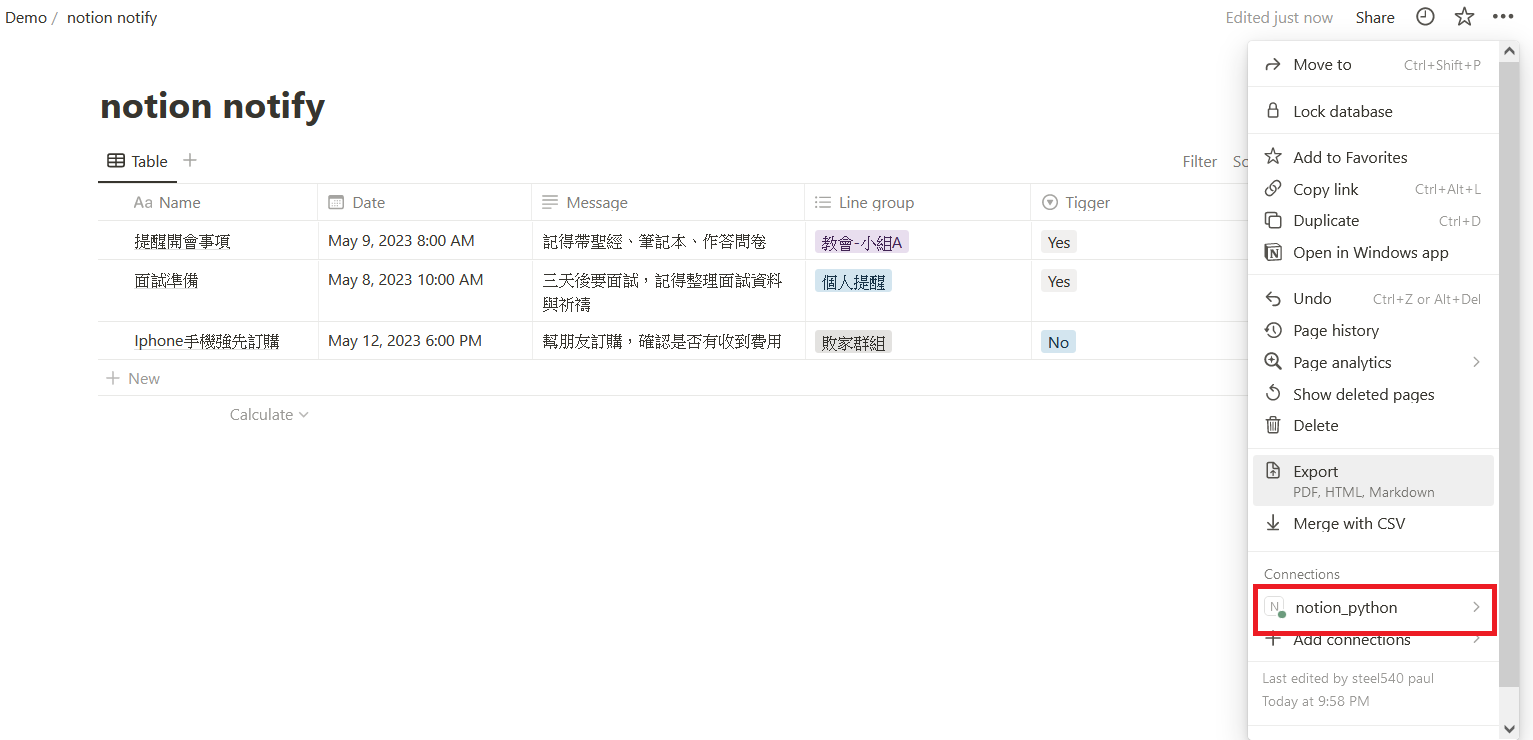 Demo / notion notify
Edited just now Share
notion notify
Table
Filter So
Aa Name Date Message Line group Tigger
提醒開會事項 May 9, 2023 8:00 AM 記得帶聖經、筆記本、作答問卷 教會-小組A Yes
面試準備 May 8, 2023 10:00 AM 三天後要面試，記得整理面試資料 個人提醒 Yes
與祈禱
Iphone手機強先訂購 May 12, 2023 6:00 PM 幫朋友訂購，確認是否有收到費用 敗家群組 No
New
Calculate
Move to Ctrl+Shift+P
Lock database
Add to Favorites
Copy link Ctrl+Alt+L
Duplicate Ctrl+D
Open in Windows app
Undo Ctrl+Z or Alt+Del
Page history
Page analytics
Show deleted pages
Delete
Export
PDF, HTML, Markdown
Merge with CSV
Connections
N notion_python
Add connections
Last edited by steel540 paul
Today at 9:58 PM